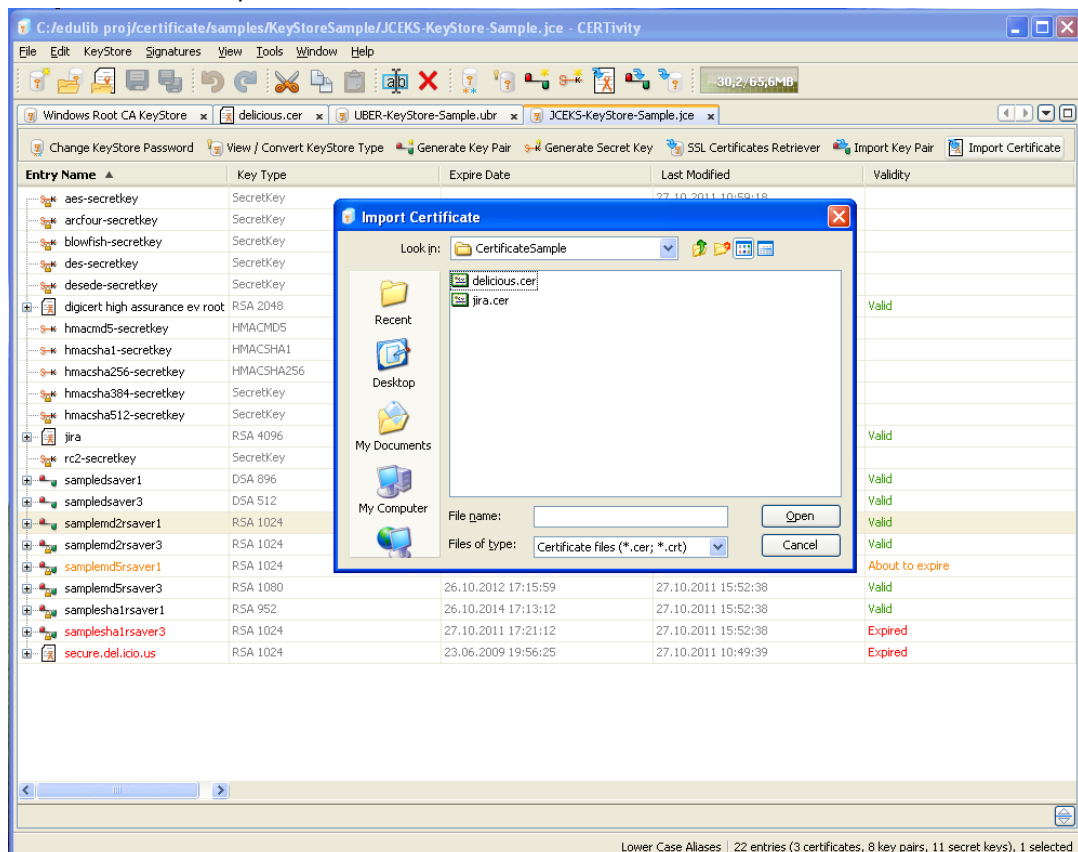 C:/edulib proj/certificate/samples/KeyStoreSample/JCEKS-KeyStore-Sample.jce - CERTivity
File Edit KeyStore Signatures View Tools Window Help
30,2/65,6MB
Windows Root CA KeyStore x delicious.cer x UBER-KeyStore-Sample.ubr x JCEKS-KeyStore-Sample.jce x
Change KeyStore Password View / Convert KeyStore Type Generate Key Pair Generate Secret Key SSL Certificates Retriever Import Key Pair Import Certificate
Entry Name Key Type Expire Date Last Modified Validity
aes-secretkey SecretKey 27.10.2011 10:59:18
arcfour-secretkey SecretKey
blowfish-secretkey SecretKey
des-secretkey SecretKey
desede-secretkey SecretKey
digicert high assurance ev root RSA 2048 Valid
hmacmd5-secretkey HMACMD5
hmacsha1-secretkey HMACSHA1
hmacsha256-secretkey HMACSHA256
hmacsha384-secretkey SecretKey
hmacsha512-secretkey SecretKey
jira RSA 4096 Valid
rc2-secretkey SecretKey
sampledsaver1 DSA 896 Valid
sampledsaver3 DSA 512 Valid
samplemd2rsaver1 RSA 1024 Valid
samplemd2rsaver3 RSA 1024 Valid
samplemd5rsaver1 RSA 1024 About to expire
samplemd5rsaver3 RSA 1080 26.10.2012 17:15:59 27.10.2011 15:52:38 Valid
samplesha1rsaver1 RSA 952 26.10.2014 17:13:12 27.10.2011 15:52:38 Valid
samplesha1rsaver3 RSA 1024 27.10.2011 17:21:12 27.10.2011 15:52:38 Expired
secure.del.icio.us RSA 1024 23.06.2009 19:56:25 27.10.2011 10:49:39 Expired
Import Certificate
Look in: CertificateSample
delicious.cer
jira.cer
Recent
Desktop
My Documents
My Computer
File name: Open
Files of type: Certificate files (*.cer; *.crt) Cancel
Lower Case Aliases 22 entries (3 certificates, 8 key pairs, 11 secret keys), 1 selected